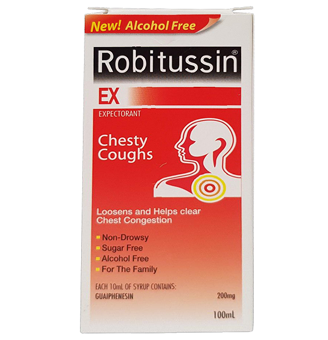 New! Alcohol Free
Robitussin®
EX
EXPECTORANT
Chesty
Coughs
Loosens and Helps clear
Chest Congestion
Non-Drowsy
Sugar Free
Alcohol Free
For The Family
EACH 10mL OF SYRUP CONTAINS:
GUAIPHENESIN 200mg
100mL